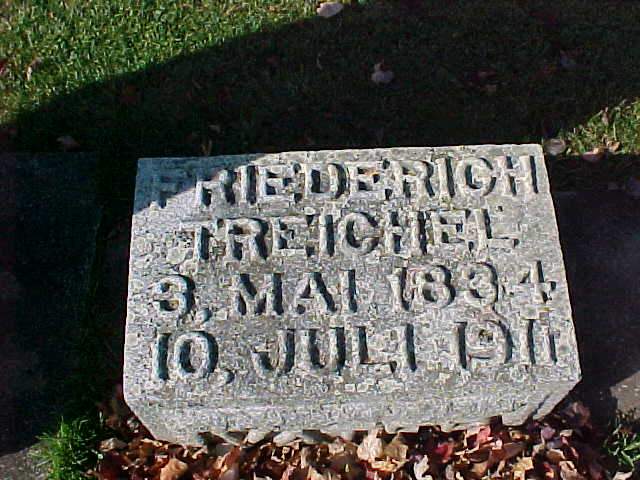 FRIEDERICH
TREICHEL
3, MAI 1834
10, JULI 1911